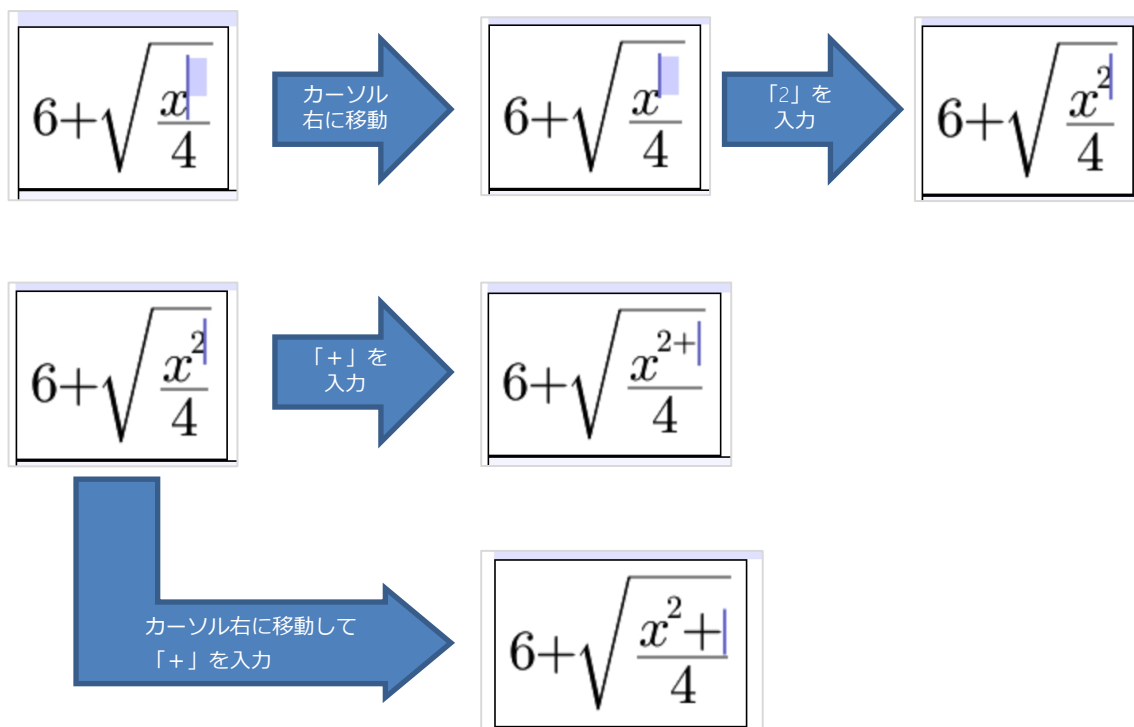 6+√x/4
カーソル
右に移動
6+√x/4
「2」を
入力
6+√x²/4
6+√x²/4
「+」を
入力
6+√x²⁺/4
カーソル右に移動して
「+」を入力
6+√x²+/4